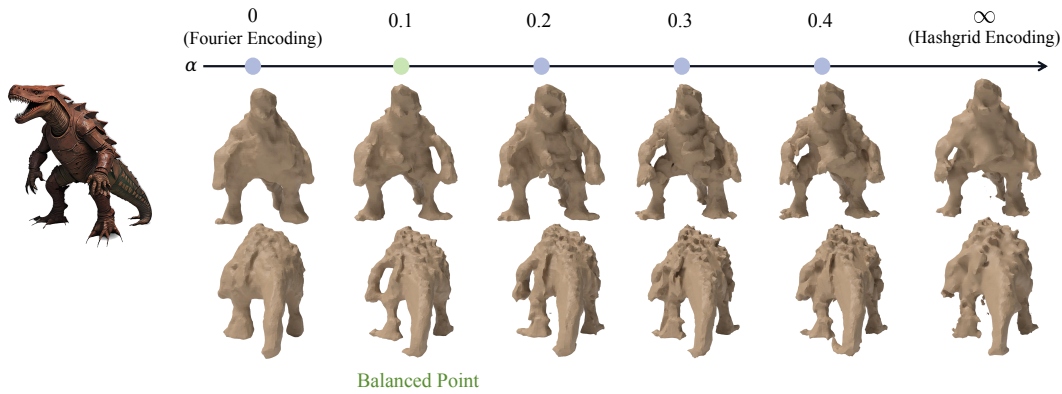 0 0.1 0.2 0.3 0.4 ∞
(Fourier Encoding) (Hashgrid Encoding)
α
Balanced Point